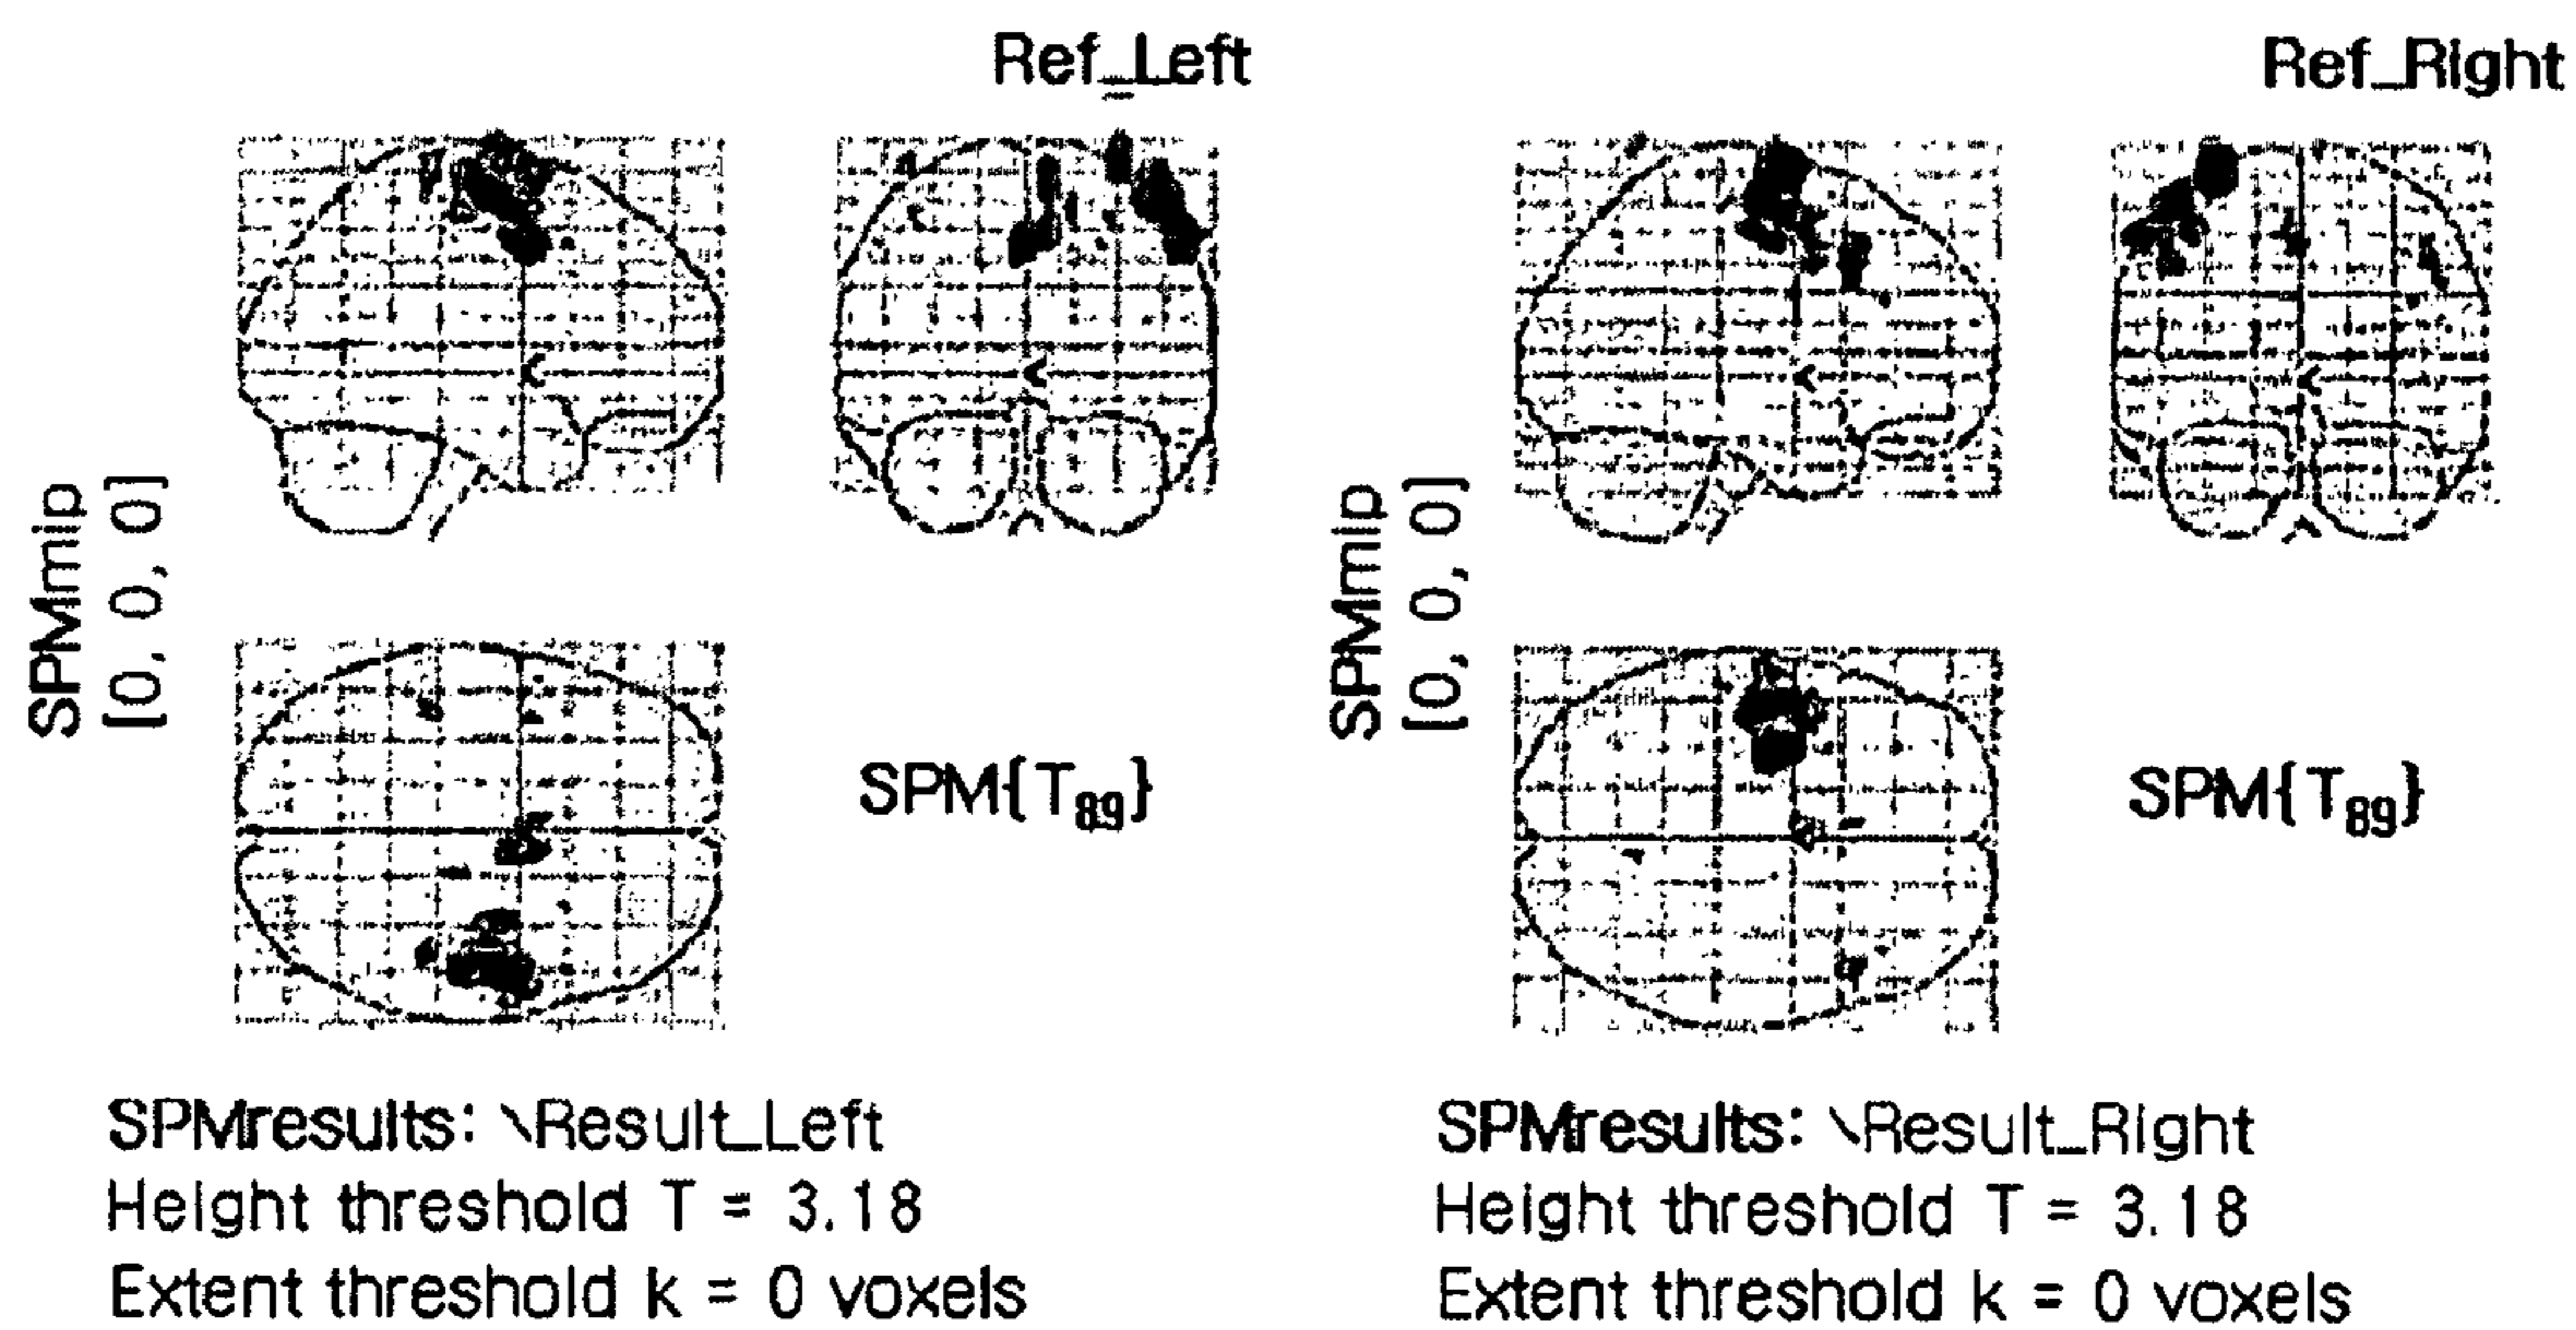 Ref_Left
SPMmip
[0, 0, 0]
SPM{T89}
SPMresults: \Result_Left
Height threshold T = 3.18
Extent threshold k = 0 voxels
Ref_Right
SPMmip
[0, 0, 0]
SPM{T89}
SPMresults: \Result_Right
Height threshold T = 3.18
Extent threshold k = 0 voxels